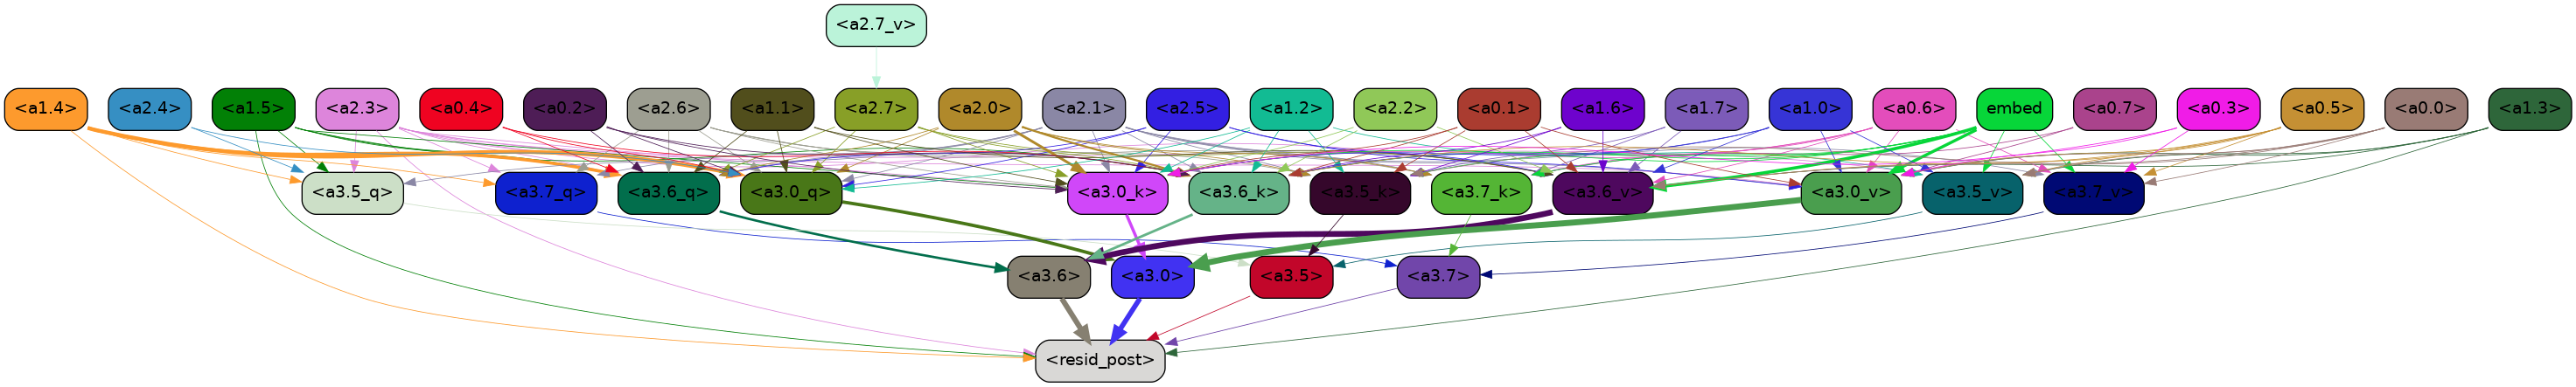 <a2.7_v>
<a1.4> <a2.4> <a1.5> <a2.3> <a0.4> <a0.2> <a2.6> <a1.1> <a2.7> <a2.0> <a2.1> <a2.5> <a1.2> <a2.2> <a0.1> <a1.6> <a1.7> <a1.0> <a0.6> embed <a0.7> <a0.3> <a0.5> <a0.0> <a1.3>
<a3.5_q> <a3.7_q> <a3.6_q> <a3.0_q> <a3.0_k> <a3.6_k> <a3.5_k> <a3.7_k> <a3.6_v> <a3.0_v> <a3.5_v> <a3.7_v>
<a3.6> <a3.0> <a3.5> <a3.7>
<resid_post>